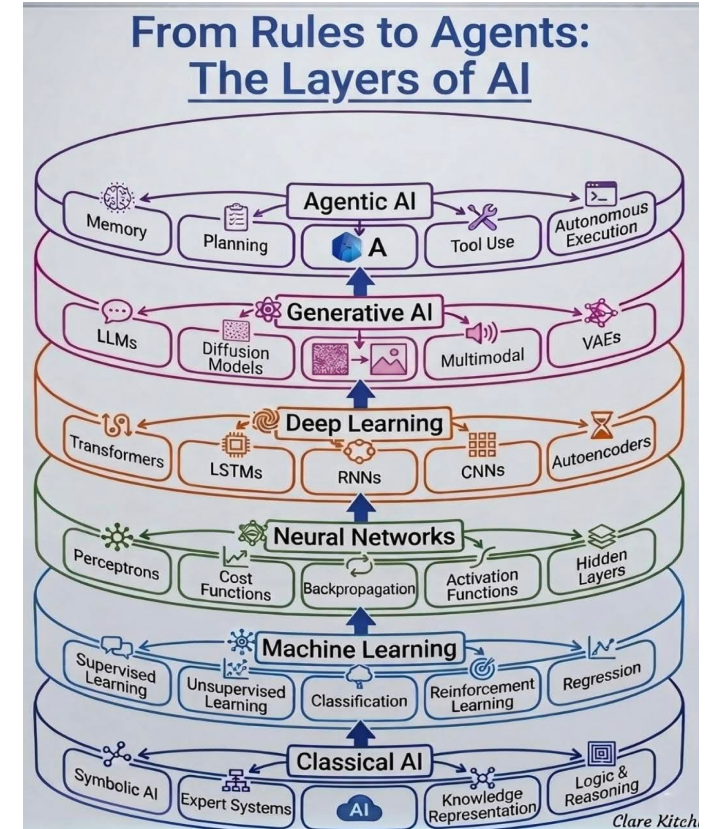 From Rules to Agents:
The Layers of AI
Agentic AI
Memory
Planning
A
Tool Use
Autonomous
Execution
Generative AI
LLMs
Diffusion
Models
Multimodal
VAEs
Deep Learning
Transformers
LSTMs
RNNs
CNNs
Autoencoders
Neural Networks
Perceptrons
Cost
Functions
Backpropagation
Activation
Functions
Hidden
Layers
Machine Learning
Supervised
Learning
Unsupervised
Learning
Classification
Reinforcement
Learning
Regression
Classical AI
Symbolic AI
Expert Systems
AI
Knowledge
Representation
Logic &
Reasoning
Clare